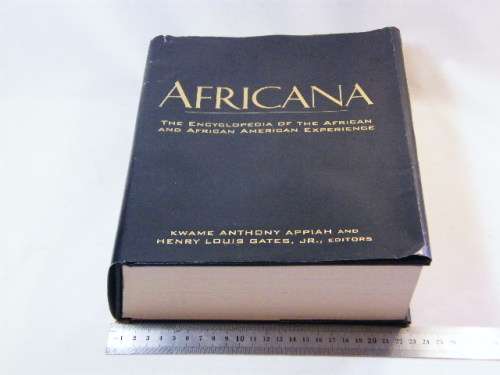 AFRICANA
THE ENCYCLOPEDIA OF THE AFRICAN
AND AFRICAN AMERICAN EXPERIENCE
KWAME ANTHONY APPIAH AND
HENRY LOUIS GATES, JR., EDITORS
1 2 3 4 5 6 7 8 9 10 11 12 13 14 15 16 17 18 19 20 21 22 23 24 25